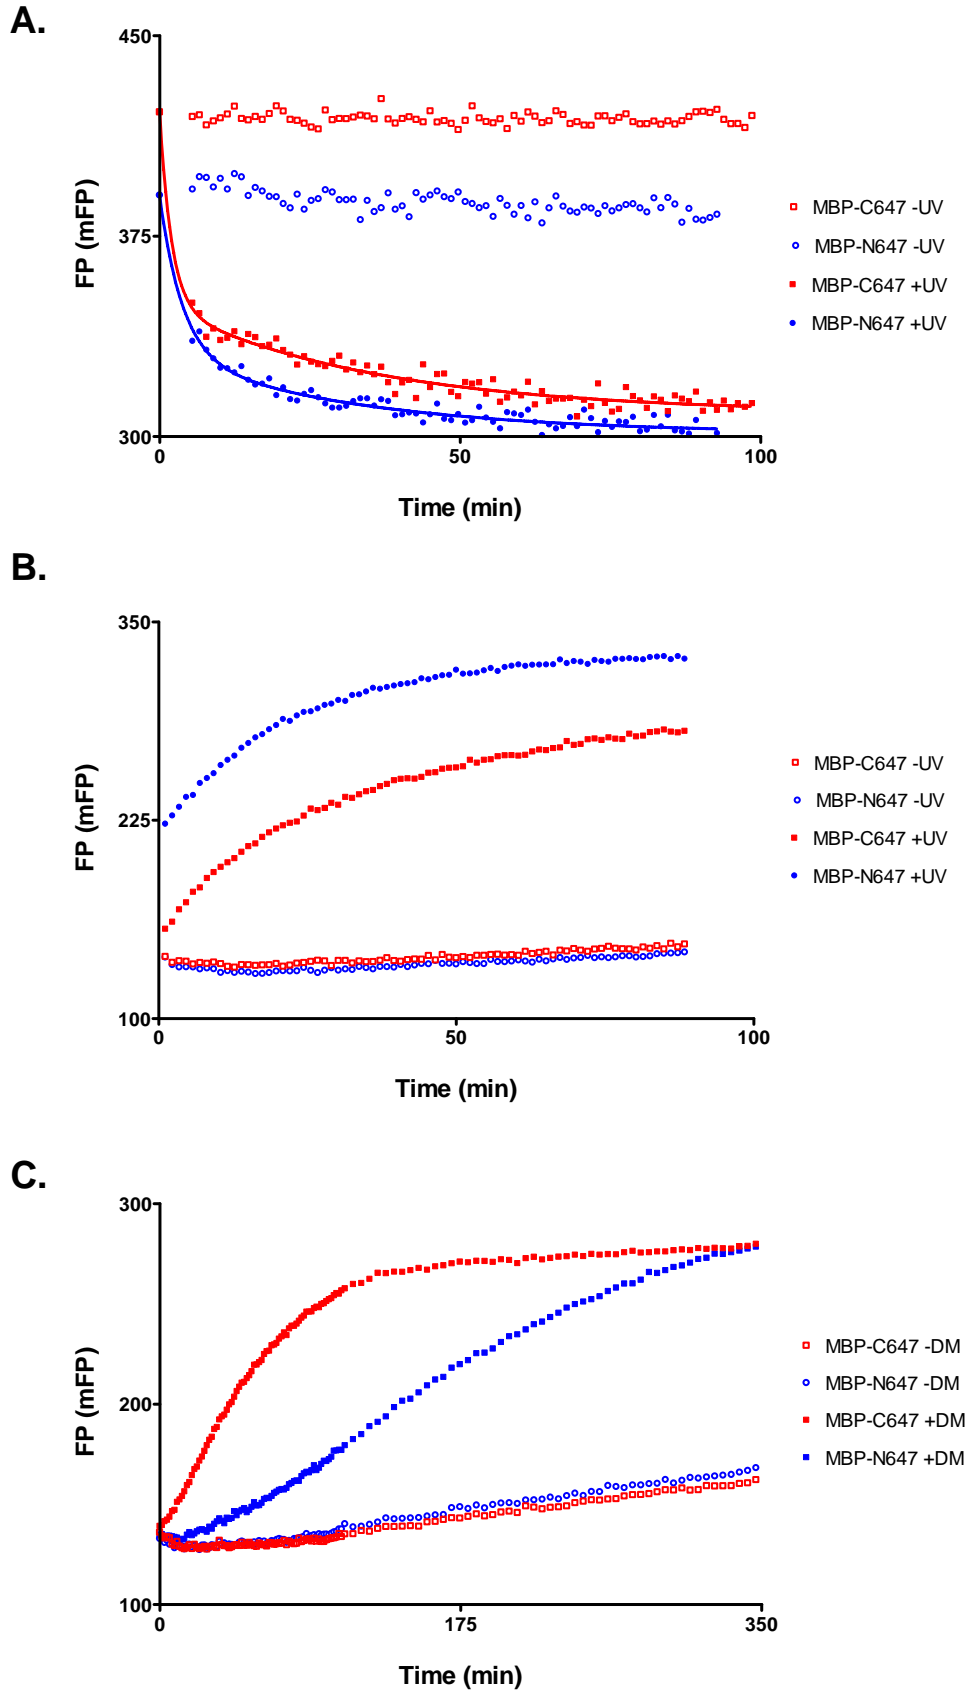 A.
450
375
300
0
50
100
FP (mFP)
Time (min)
MBP-C647 -UV
MBP-N647 -UV
MBP-C647 +UV
MBP-N647 +UV
B.
350
225
100
0
50
100
FP (mFP)
Time (min)
MBP-C647 -UV
MBP-N647 -UV
MBP-C647 +UV
MBP-N647 +UV
C.
300
200
100
0
175
350
FP (mFP)
Time (min)
MBP-C647 -DM
MBP-N647 -DM
MBP-C647 +DM
MBP-N647 +DM